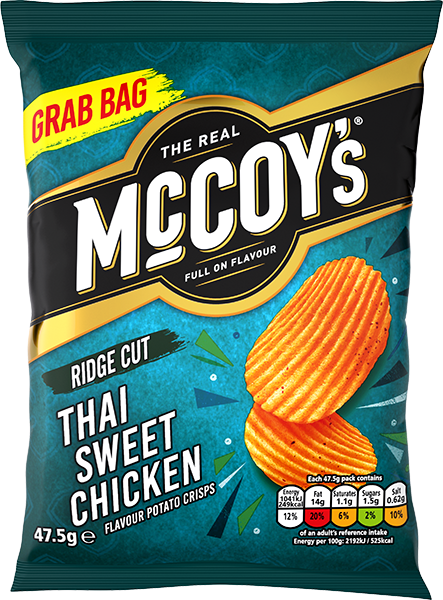 GRAB BAG
THE REAL
McCOY's®
FULL ON FLAVOUR
RIDGE CUT
THAI
SWEET
CHICKEN
FLAVOUR POTATO CRISPS
47.5g ℮
Each 47.5g pack contains
Energy 1041kJ 249kcal 12%
Fat 14g 20%
Saturates 1.1g 6%
Sugars 1.5g 2%
Salt 0.62g 10%
of an adult's reference intake
Energy per 100g: 2192kJ / 525kcal